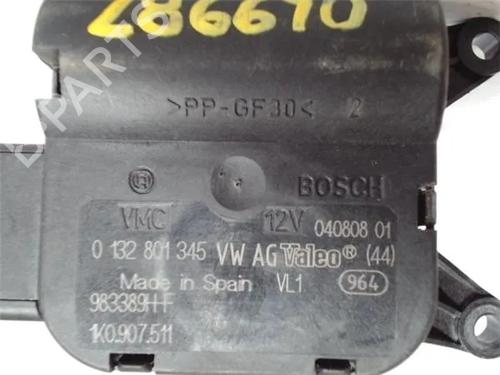 286670
>PP-GF30< 2
BOSCH
VMC 12V 040808 01
0 132 801 345 VW AG Valeo® (44)
Made in Spain VL1 964
983389H-F
1K0.907.511